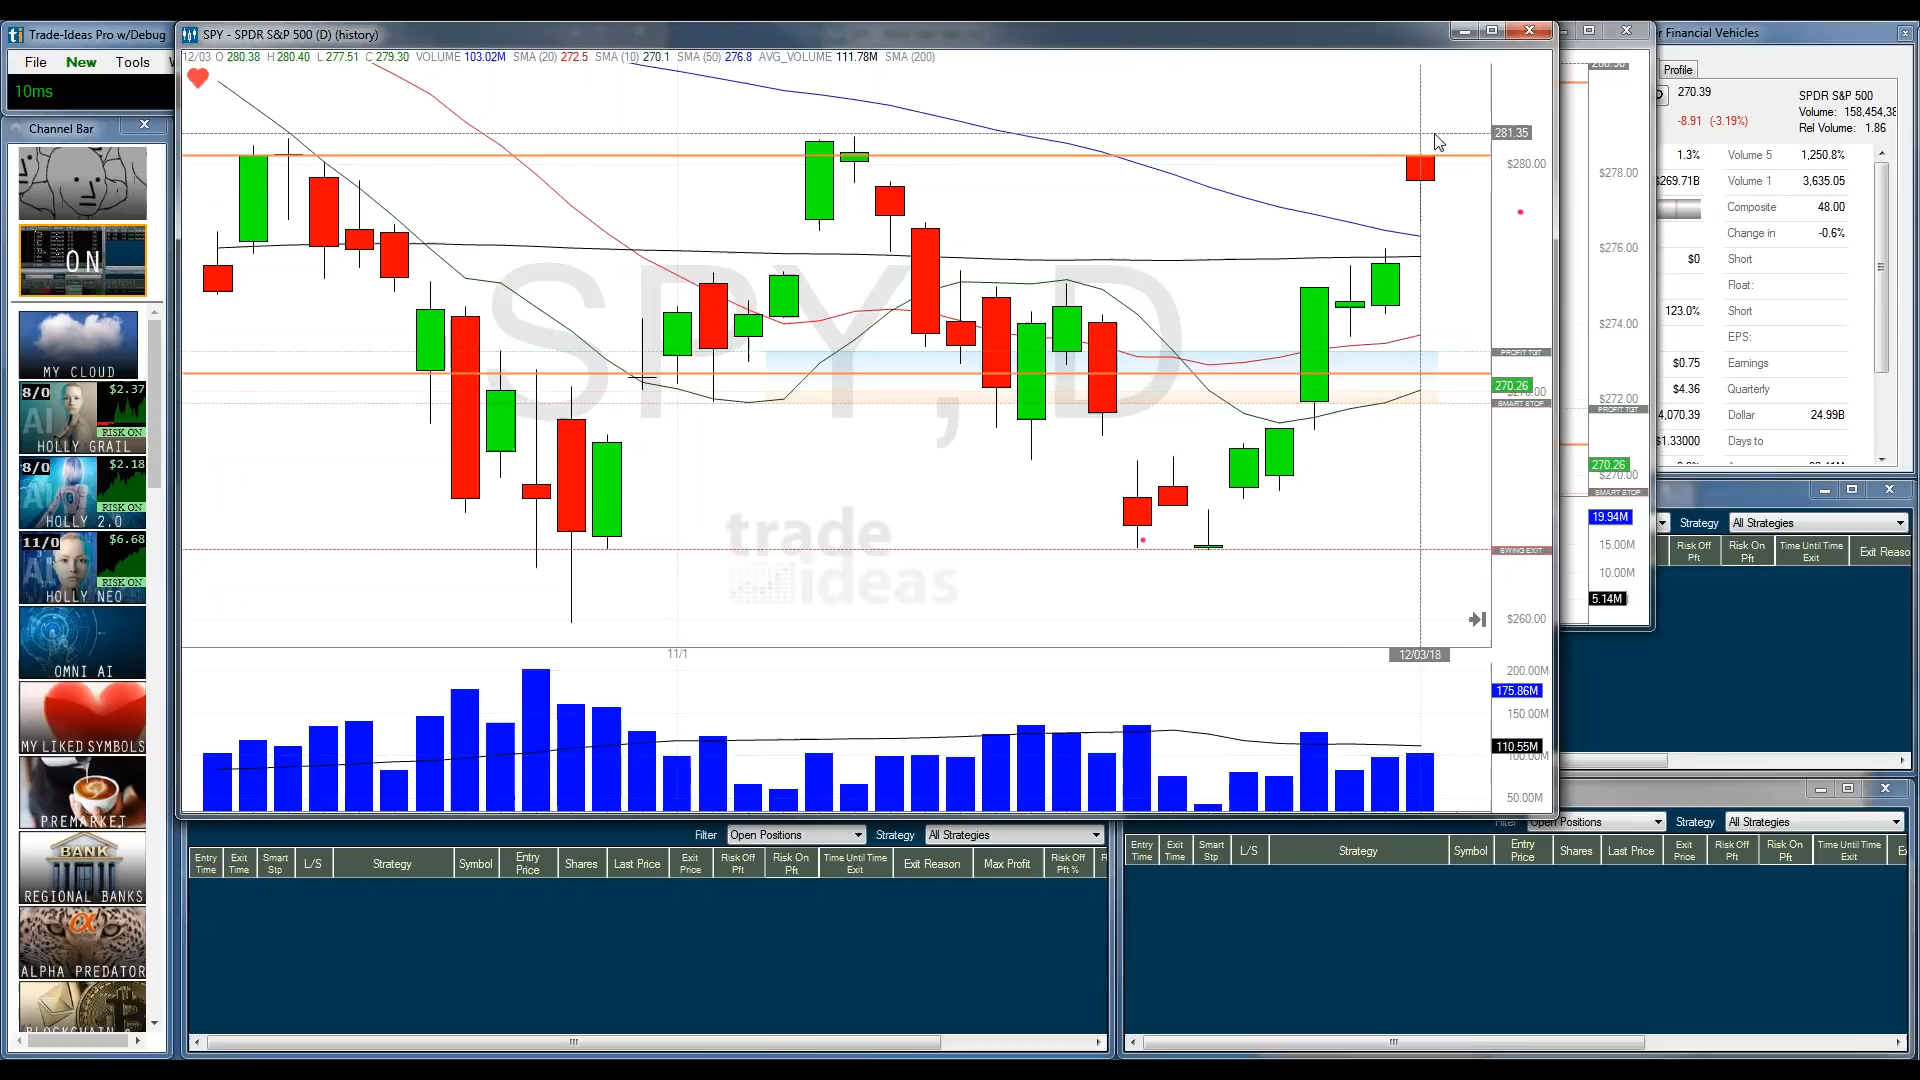 Trade-Ideas Pro w/Debug
File New Tools
10ms
Channel Bar
ON
MY CLOUD
8/0 $2.37
RISK ON
HOLLY GRAIL
8/0 $2.18
RISK ON
HOLLY 2.0
11/0 $6.68
RISK ON
HOLLY NEO
OMNI AI
MY LIKED SYMBOLS
PREMARKET
BANK
REGIONAL BANKS
α
ALPHA PREDATOR
SPY - SPDR S&P 500 (D) (history)
12/03 O 280.38 H 280.40 L 277.51 C 279.30 VOLUME 103.02M SMA (20) 272.5 SMA (10) 270.1 SMA (50) 276.8 AVG_VOLUME 111.78M SMA (200)
SPY, D
trade
ideas
281.35
$280.00
PROFIT TGT
270.26
SMART STOP
SWING EXIT
$260.00
11/1
12/03/18
200.00M
175.86M
150.00M
110.55M
100.00M
50.00M
$278.00
$276.00
$274.00
$272.00
PROFIT TGT
270.26
$270.00
SMART STOP
19.94M
15.00M
10.00M
5.14M
r Financial Vehicles
Profile
270.39
-8.91 (-3.19%)
SPDR S&P 500
Volume: 158,454,38
Rel Volume: 1.86
1.3% Volume 5 1,250.8%
$269.71B Volume 1 3,635.05
Composite 48.00
Change in -0.6%
$0 Short
Float:
123.0% Short
EPS:
$0.75 Earnings
$4.36 Quarterly
4,070.39 Dollar 24.99B
$1.33000 Days to
Strategy All Strategies
Risk Off Pft Risk On Pft Time Until Time Exit Exit Reaso
Filter Open Positions Strategy All Strategies
Entry Time Exit Time Smart Stp L/S Strategy Symbol Entry Price Shares Last Price Exit Price Risk Off Pft Risk On Pft Time Until Time Exit Exit Reason Max Profit Risk Off Pft %
Filter Open Positions Strategy All Strategies
Entry Time Exit Time Smart Stp L/S Strategy Symbol Entry Price Shares Last Price Exit Price Risk Off Pft Risk On Pft Time Until Time Exit